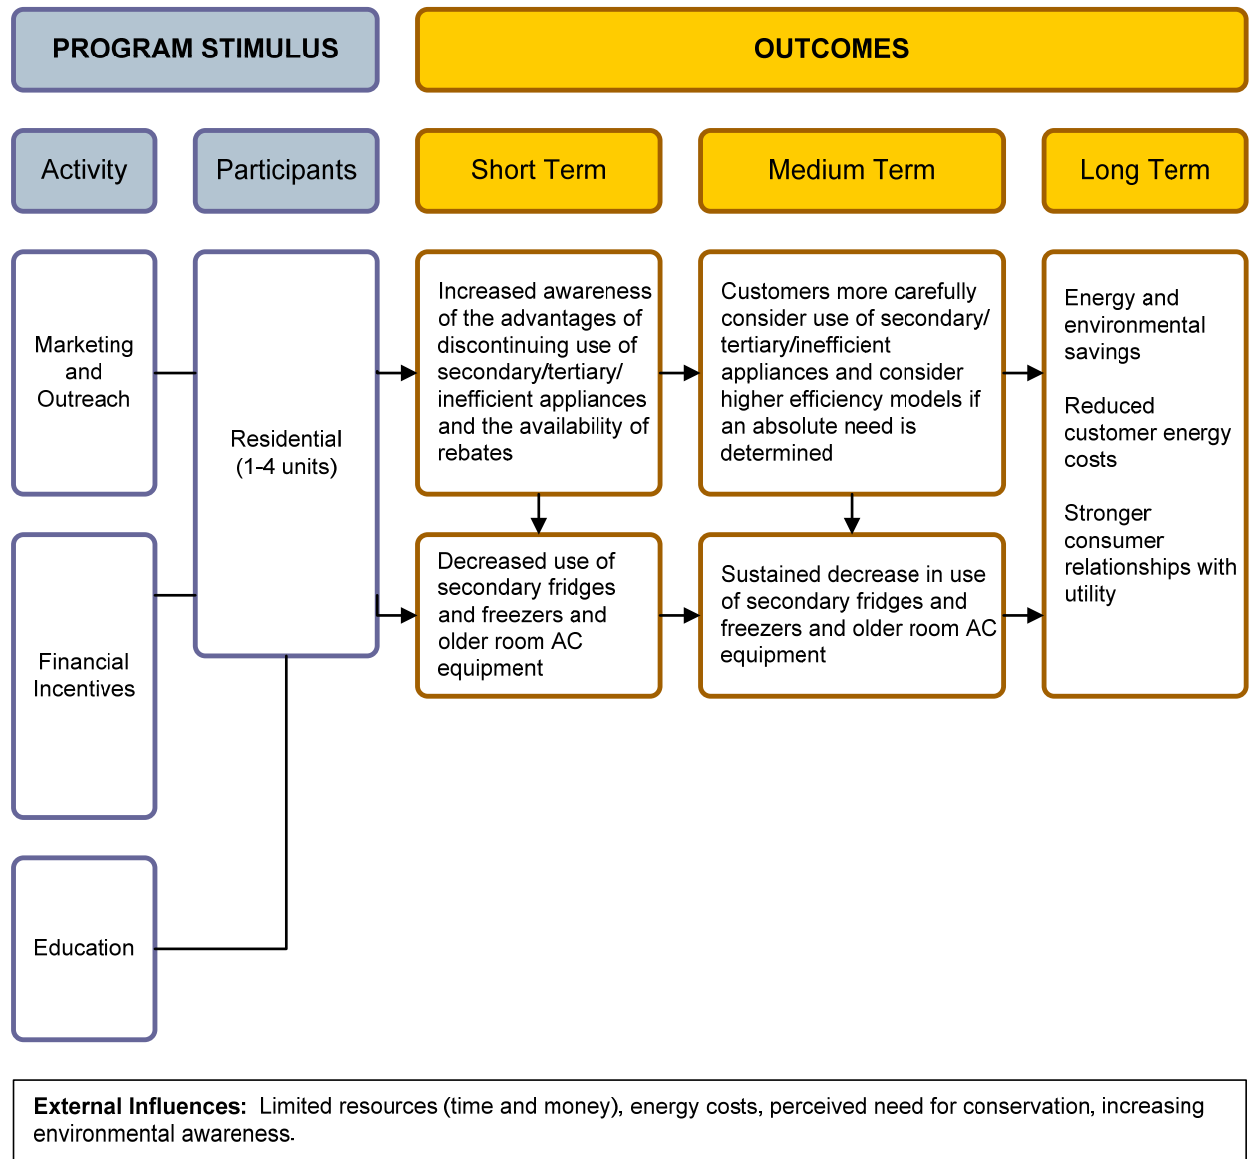 PROGRAM STIMULUS
OUTCOMES
Activity
Participants
Short Term
Medium Term
Long Term
Marketing
and
Outreach
Residential
(1-4 units)
Increased awareness
of the advantages of
discontinuing use of
secondary/tertiary/
inefficient appliances
and the availability of
rebates
Customers more carefully
consider use of secondary/
tertiary/inefficient
appliances and consider
higher efficiency models if
an absolute need is
determined
Energy and
environmental
savings
Reduced
customer energy
costs
Stronger
consumer
relationships with
utility
Financial
Incentives
Decreased use of
secondary fridges
and freezers and
older room AC
equipment
Sustained decrease in use
of secondary fridges and
freezers and older room AC
equipment
Education
External Influences: Limited resources (time and money), energy costs, perceived need for conservation, increasing
environmental awareness.